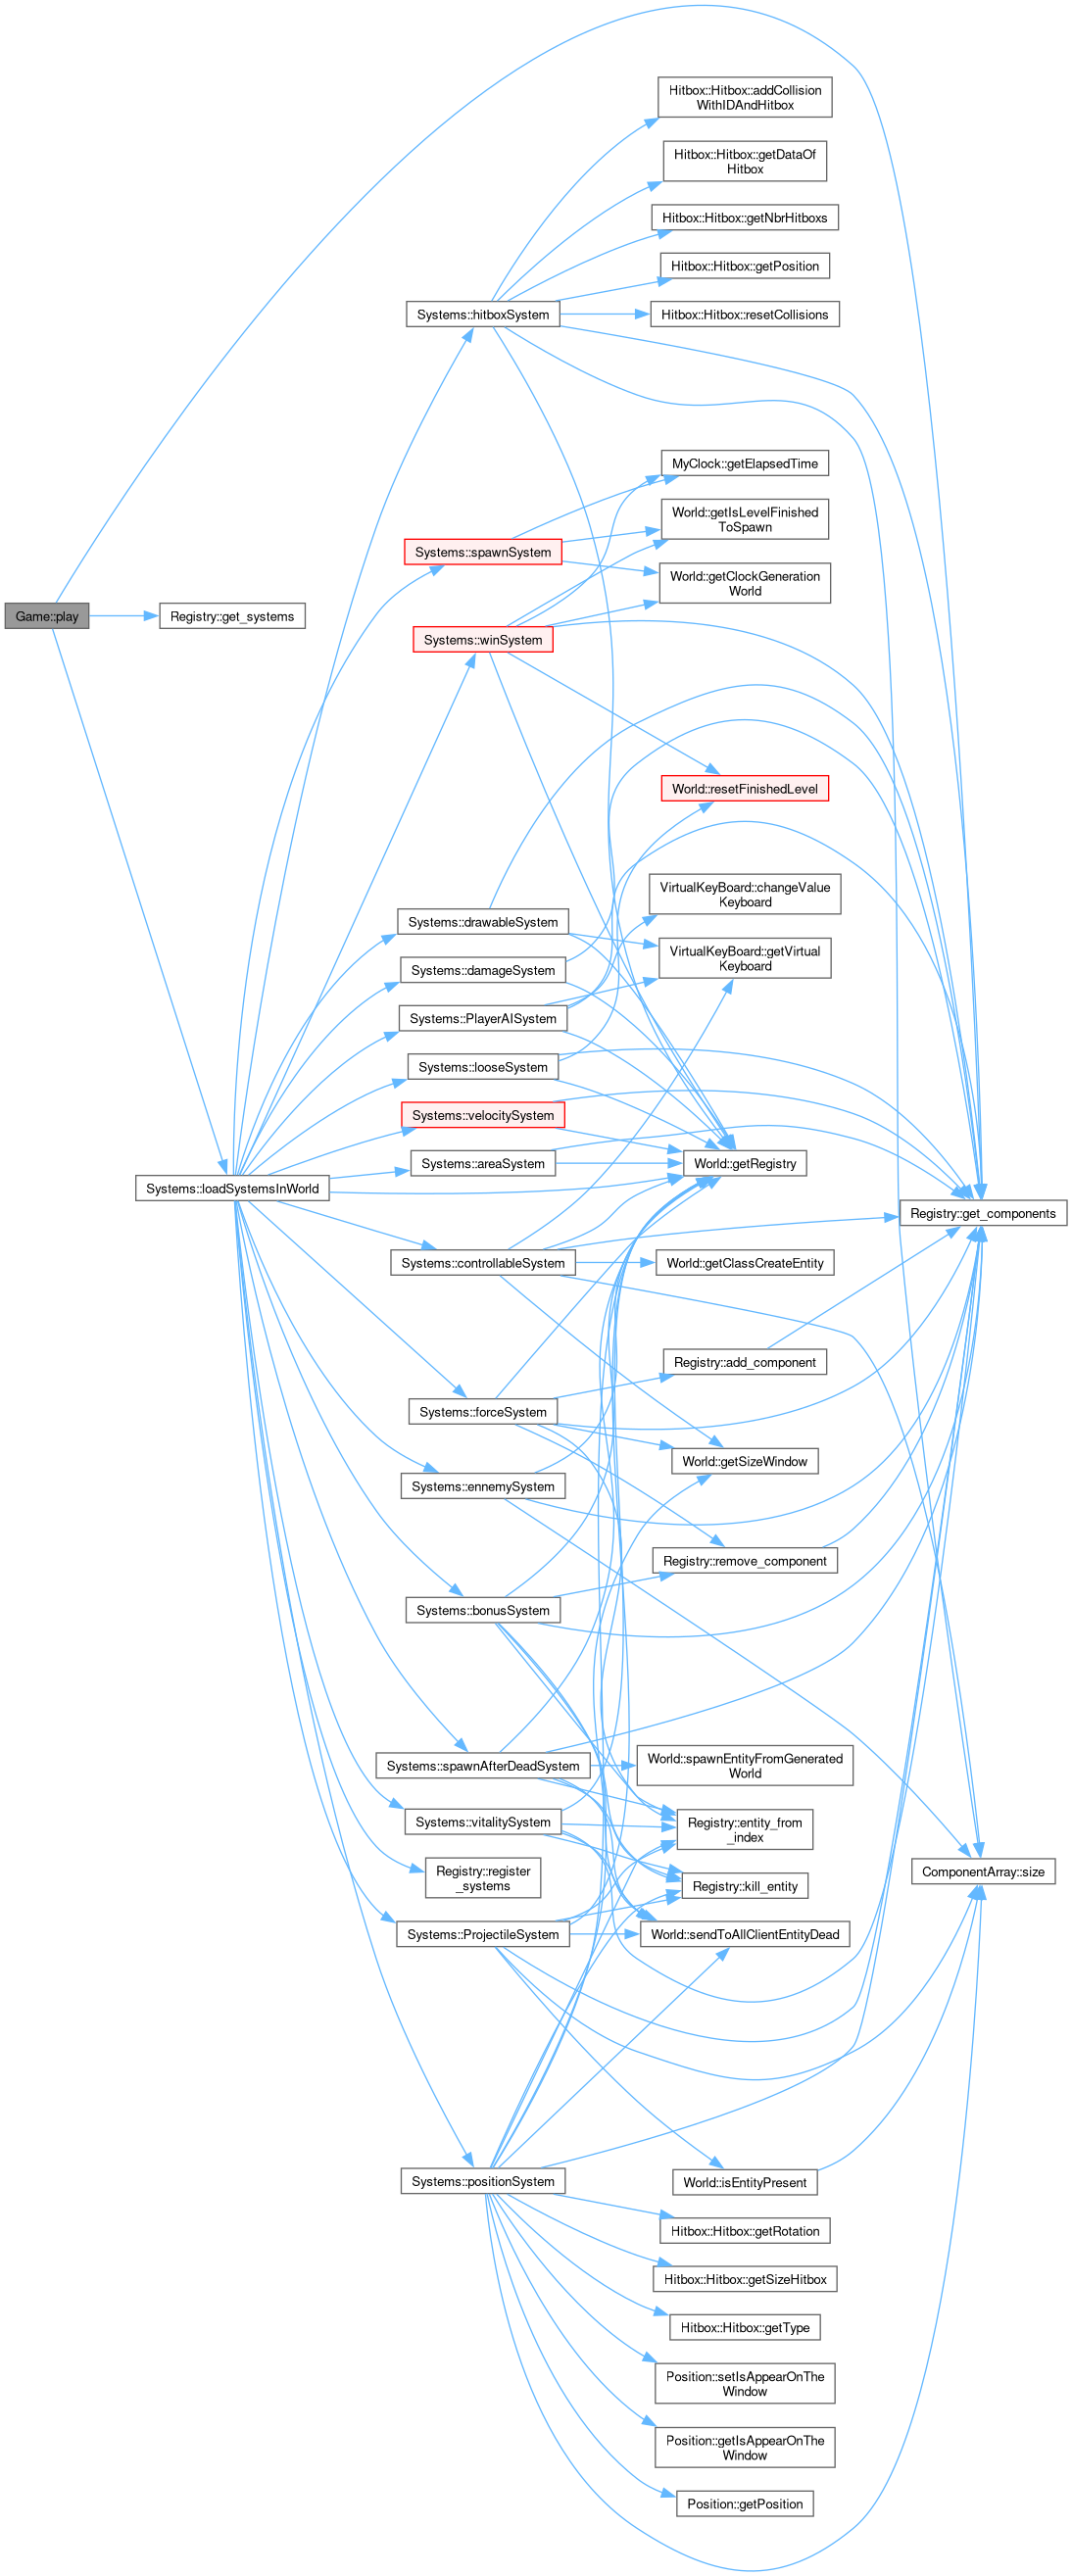 Hitbox::Hitbox::addCollision
WithIDAndHitbox
Hitbox::Hitbox::getDataOf
Hitbox
Hitbox::Hitbox::getNbrHitboxs
Hitbox::Hitbox::getPosition
Systems::hitboxSystem
Hitbox::Hitbox::resetCollisions
MyClock::getElapsedTime
World::getIsLevelFinished
ToSpawn
Systems::spawnSystem
World::getClockGeneration
World
Game::play
Registry::get_systems
Systems::winSystem
World::resetFinishedLevel
VirtualKeyBoard::changeValue
Keyboard
Systems::drawableSystem
VirtualKeyBoard::getVirtual
Keyboard
Systems::damageSystem
Systems::PlayerAISystem
Systems::looseSystem
Systems::velocitySystem
Systems::areaSystem
World::getRegistry
Systems::loadSystemsInWorld
Registry::get_components
Systems::controllableSystem
World::getClassCreateEntity
Registry::add_component
Systems::forceSystem
World::getSizeWindow
Systems::ennemySystem
Registry::remove_component
Systems::bonusSystem
Systems::spawnAfterDeadSystem
World::spawnEntityFromGenerated
World
Systems::vitalitySystem
Registry::entity_from
_index
Registry::register
_systems
Registry::kill_entity
ComponentArray::size
Systems::ProjectileSystem
World::sendToAllClientEntityDead
Systems::positionSystem
World::isEntityPresent
Hitbox::Hitbox::getRotation
Hitbox::Hitbox::getSizeHitbox
Hitbox::Hitbox::getType
Position::setIsAppearOnThe
Window
Position::getIsAppearOnThe
Window
Position::getPosition